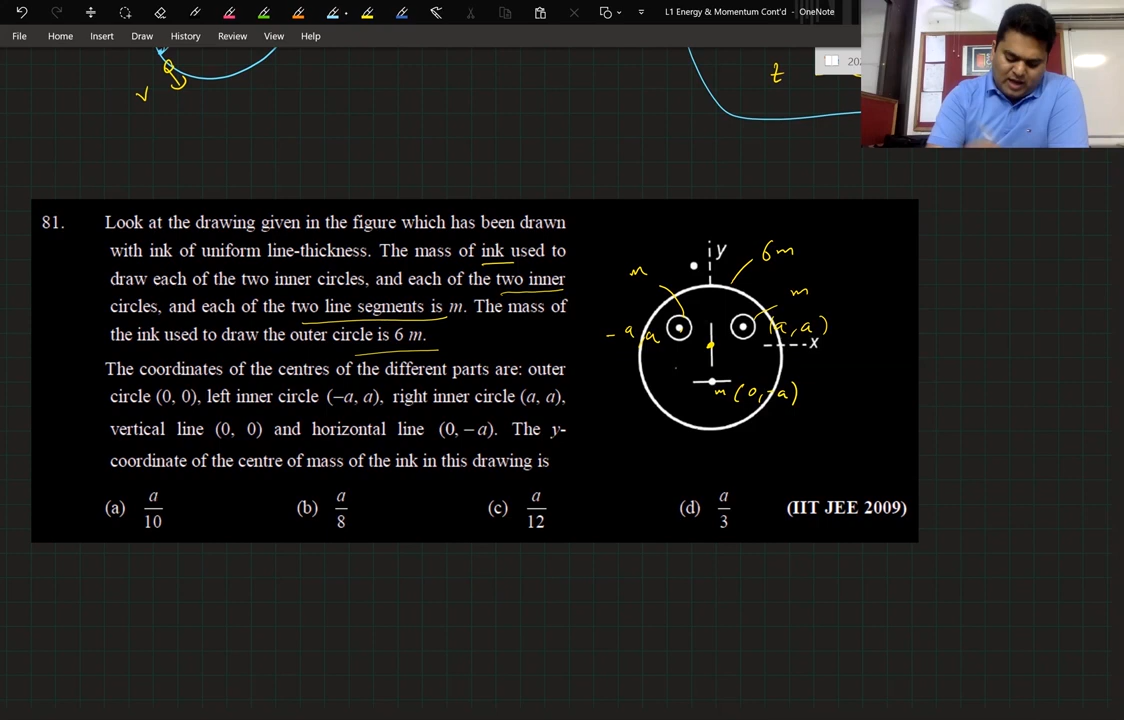 L1 Energy & Momentum Cont'd - OneNote
File Home Insert Draw History Review View Help
v
t
202
81. Look at the drawing given in the figure which has been drawn
with ink of uniform line-thickness. The mass of ink used to
draw each of the two inner circles, and each of the two inner
circles, and each of the two line segments is m. The mass of
the ink used to draw the outer circle is 6 m.
The coordinates of the centres of the different parts are: outer
circle (0, 0), left inner circle (−a, a), right inner circle (a, a),
vertical line (0, 0) and horizontal line (0, − a). The y-
coordinate of the centre of mass of the ink in this drawing is
(a) a/10 (b) a/8 (c) a/12 (d) a/3 (IIT JEE 2009)
y
6m
m
m
-a, a
(a, a)
x
m (0, -a)